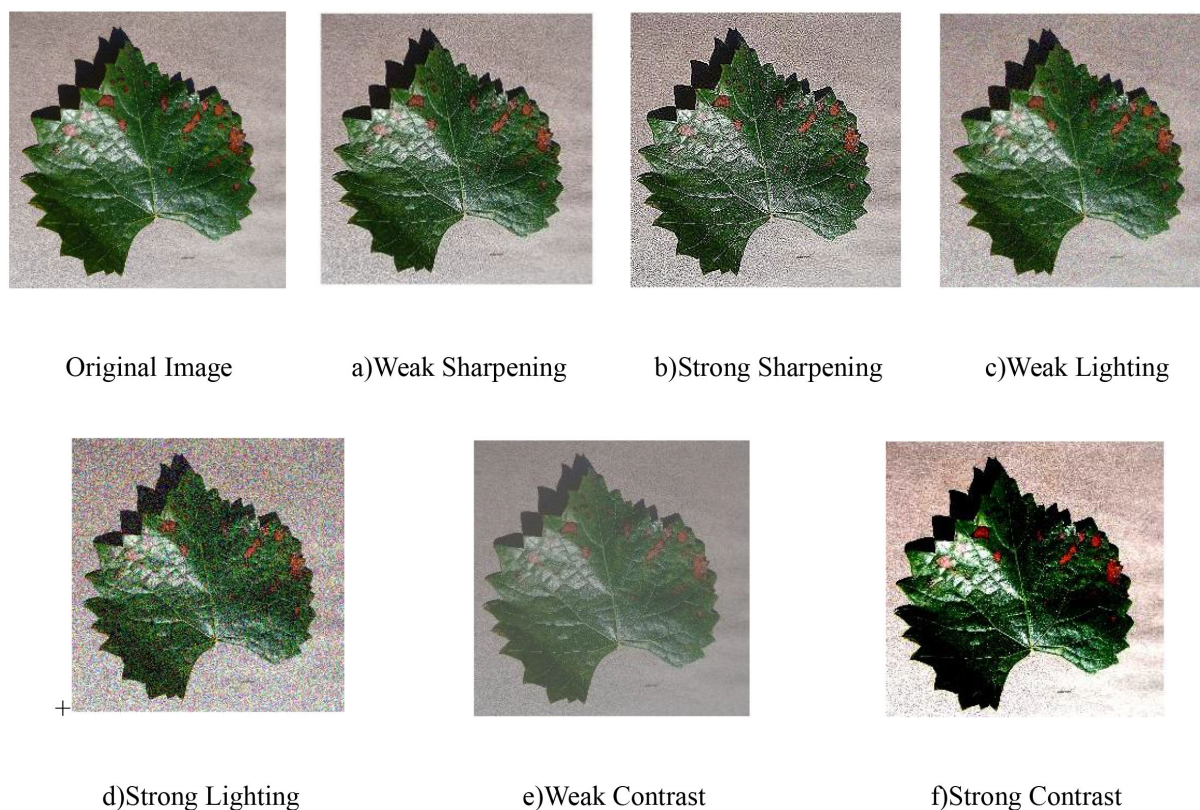 Original Image
a)Weak Sharpening
b)Strong Sharpening
c)Weak Lighting
+
d)Strong Lighting
e)Weak Contrast
f)Strong Contrast